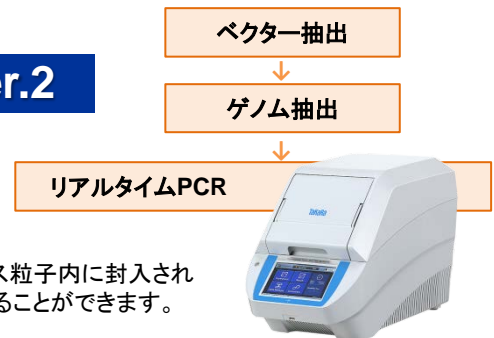 ベクター抽出
er.2
ゲノム抽出
リアルタイムPCR
TaKaRa
ス粒子内に封入され
ることができます。